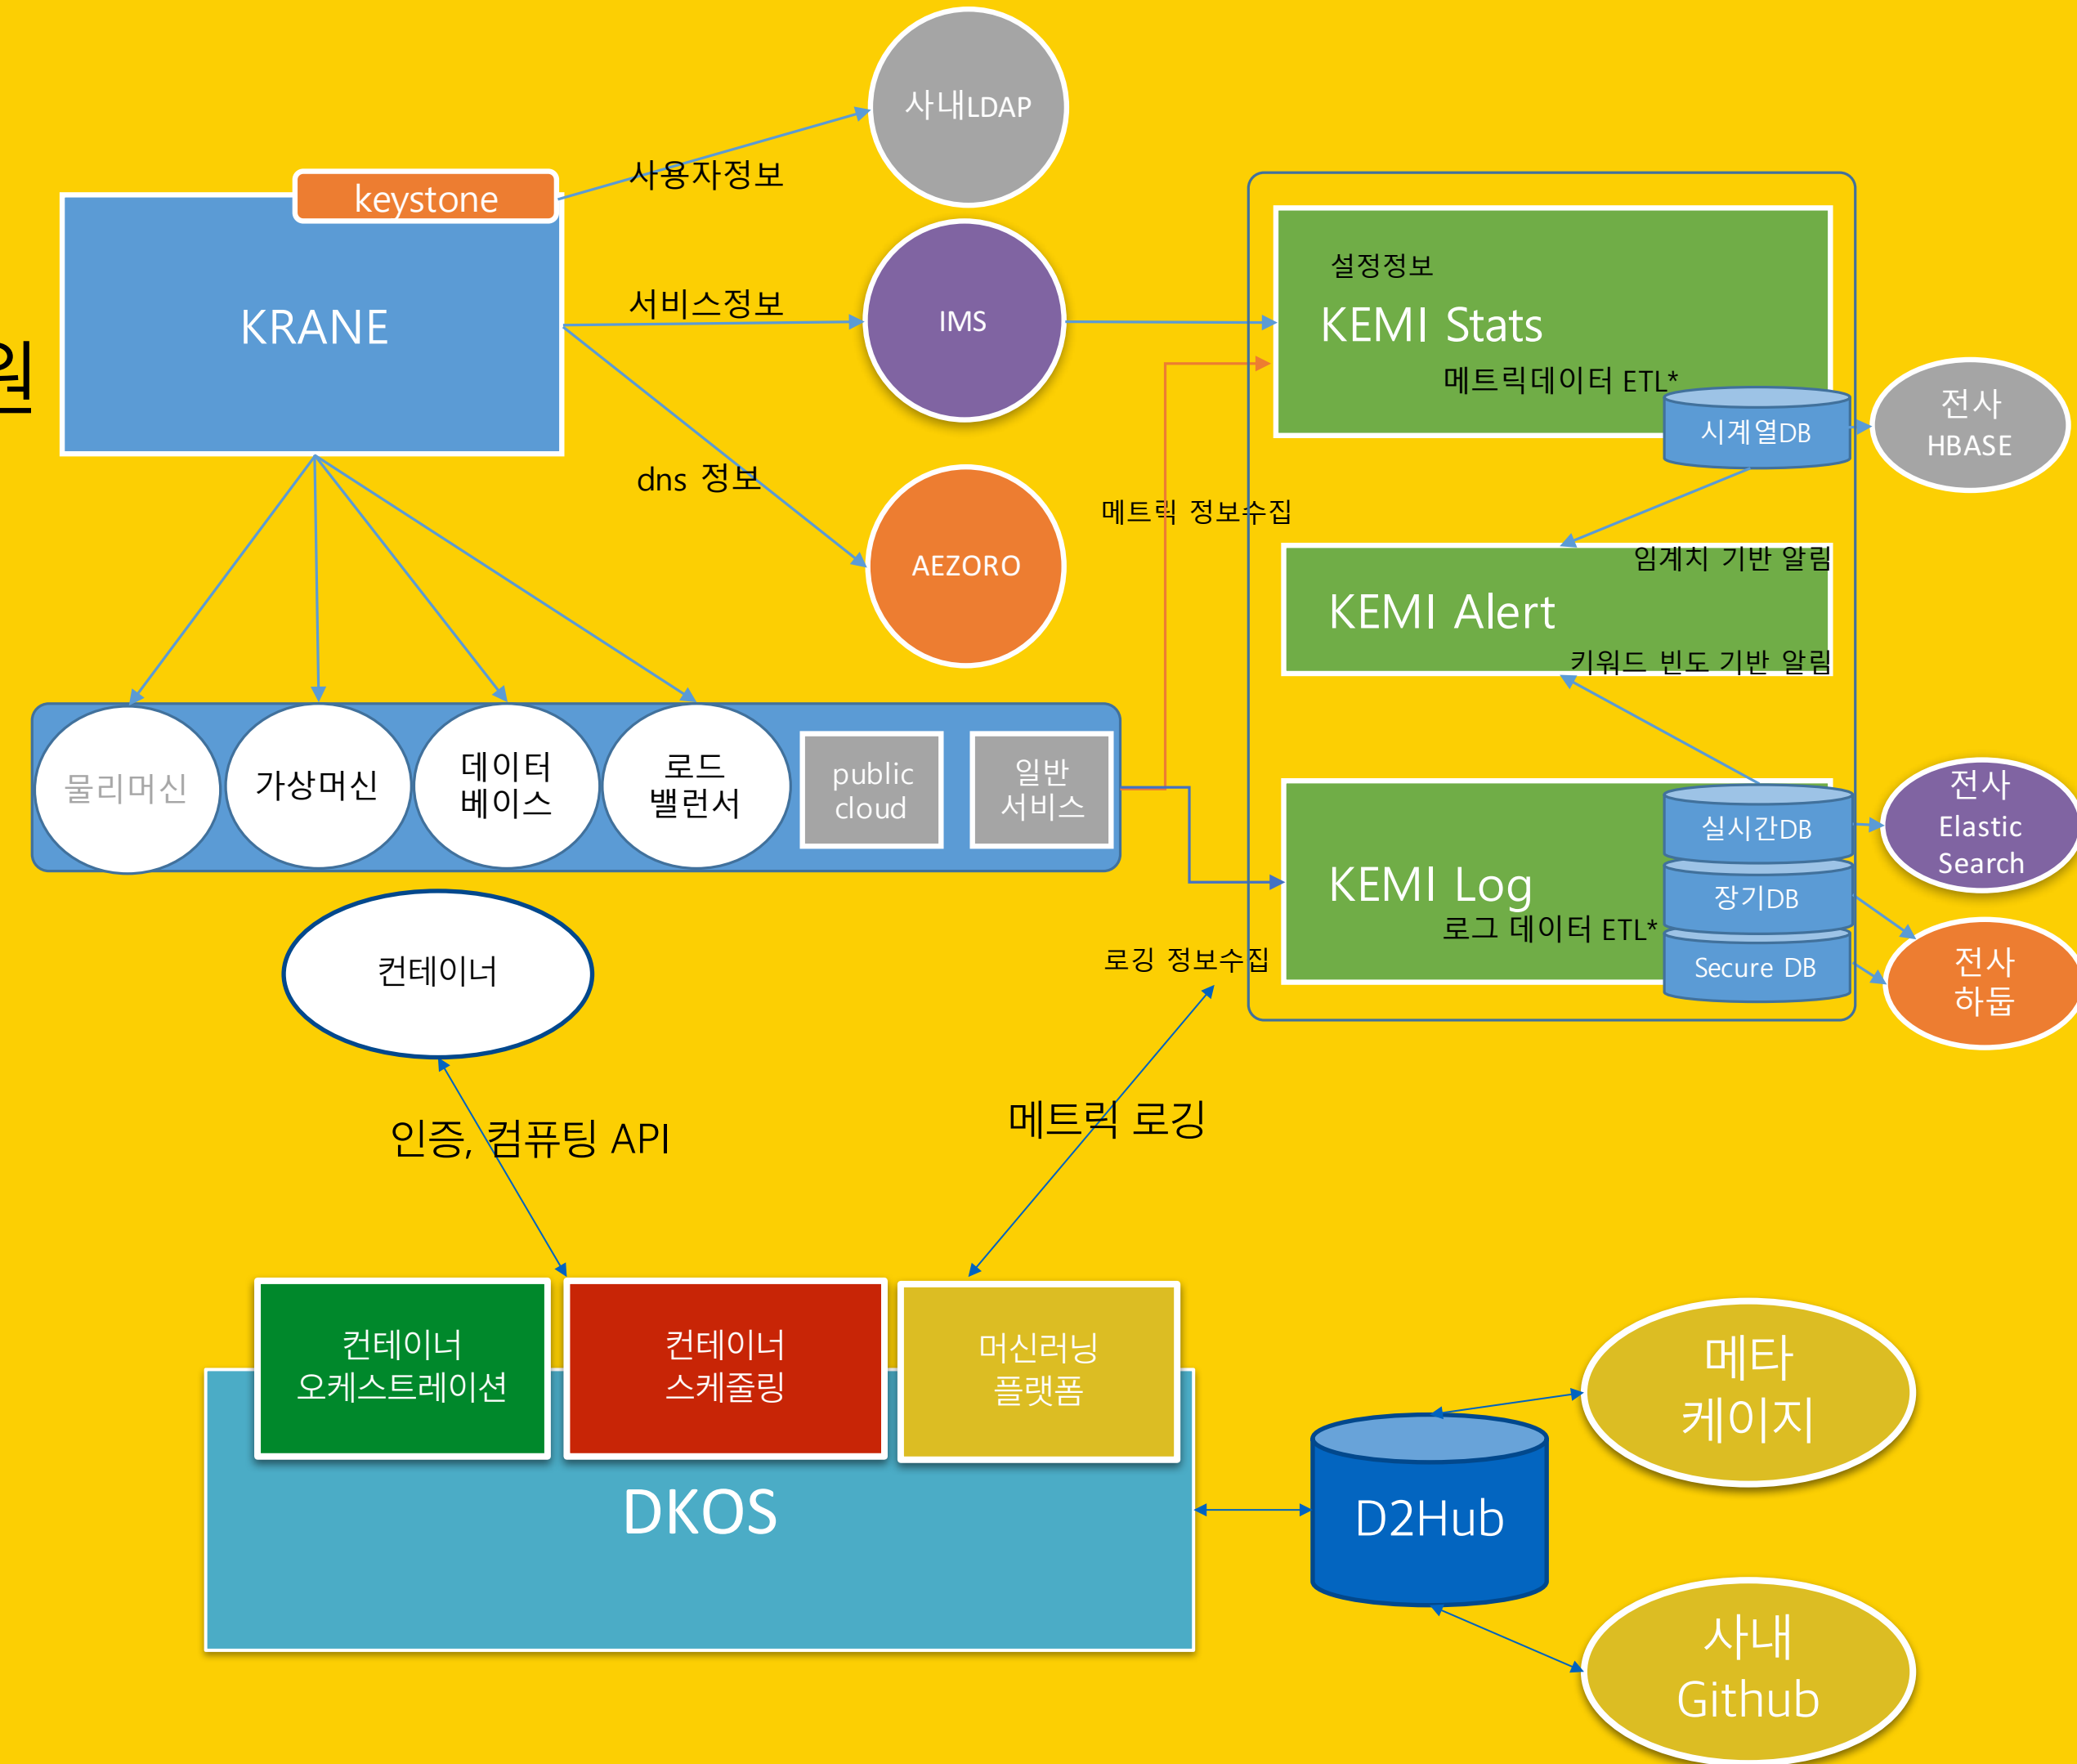 사내LDAP
사용자정보
keystone
KRANE
서비스정보
IMS
dns 정보
AEZORO
설정정보
KEMI Stats
메트릭데이터 ETL*
시계열DB
전사
HBASE
메트릭 정보수집
임계치 기반 알림
KEMI Alert
키워드 빈도 기반 알림
물리머신
가상머신
데이터
베이스
로드
밸런서
public
cloud
일반
서비스
실시간DB
전사
Elastic
Search
KEMI Log
장기DB
로그 데이터 ETL*
로깅 정보수집
Secure DB
전사
하둡
컨테이너
인증, 컴퓨팅 API
메트릭 로깅
컨테이너
오케스트레이션
컨테이너
스케줄링
머신러닝
플랫폼
DKOS
D2Hub
메타
케이지
사내
Github